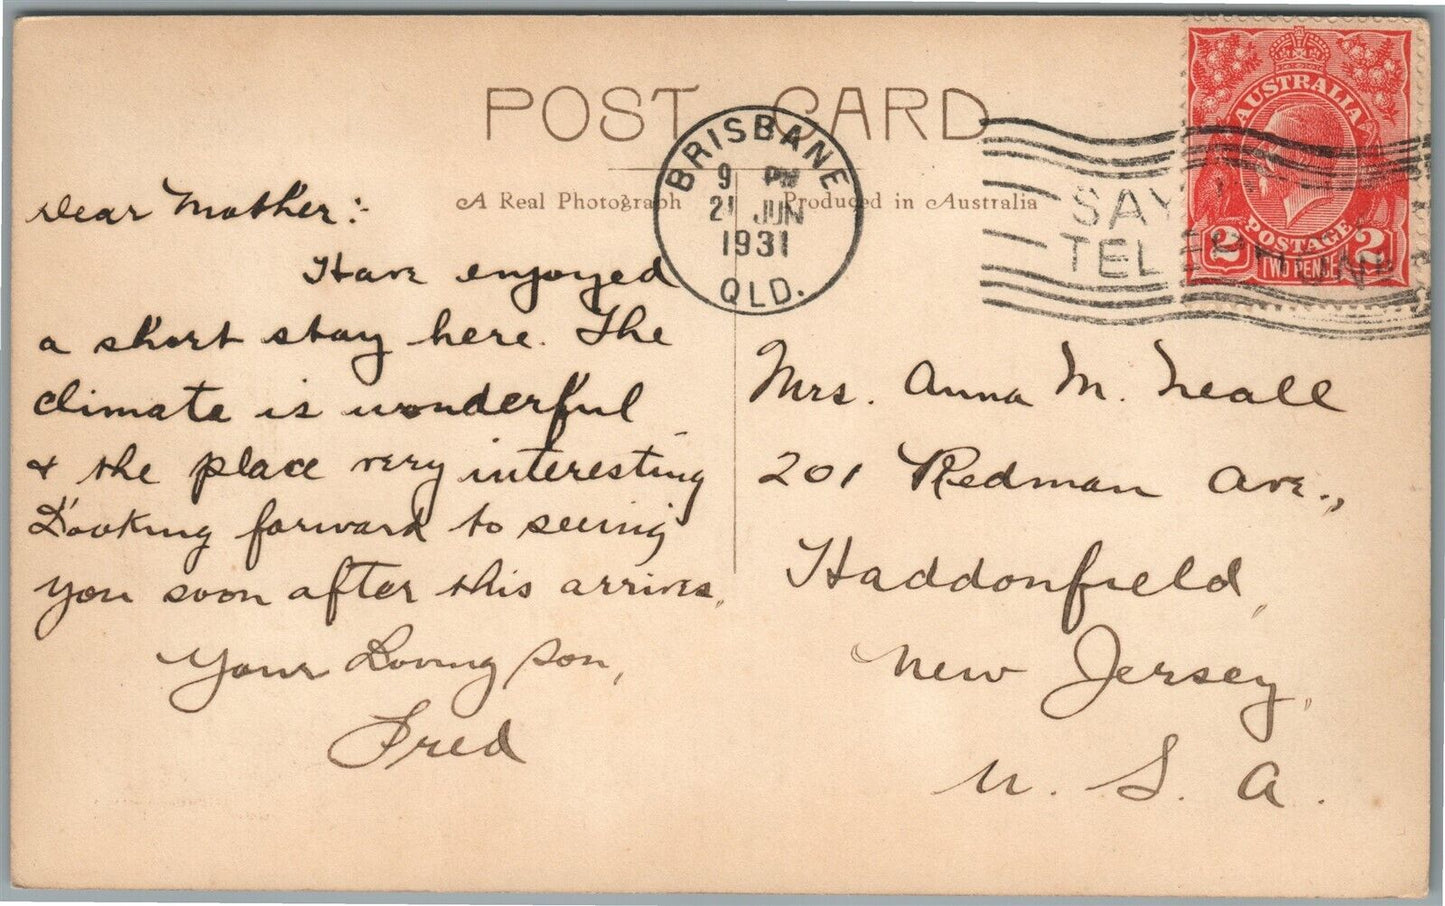 POST CARD
A Real Photograph Produced in Australia
BRISBANE
9 PM
21 JUN
1931
QLD.
SAY
TEL
AUSTRALIA
POSTAGE
2 TWO PENCE 2
Dear Mother:-
Have enjoyed
a short stay here. The
climate is wonderful
& the place very interesting
Looking forward to seeing
you soon after this arrives.
Your Loving son,
Fred
Mrs. Anna M. Neall
201 Redman Ave.,
Haddonfield,
New Jersey,
U. S. A.